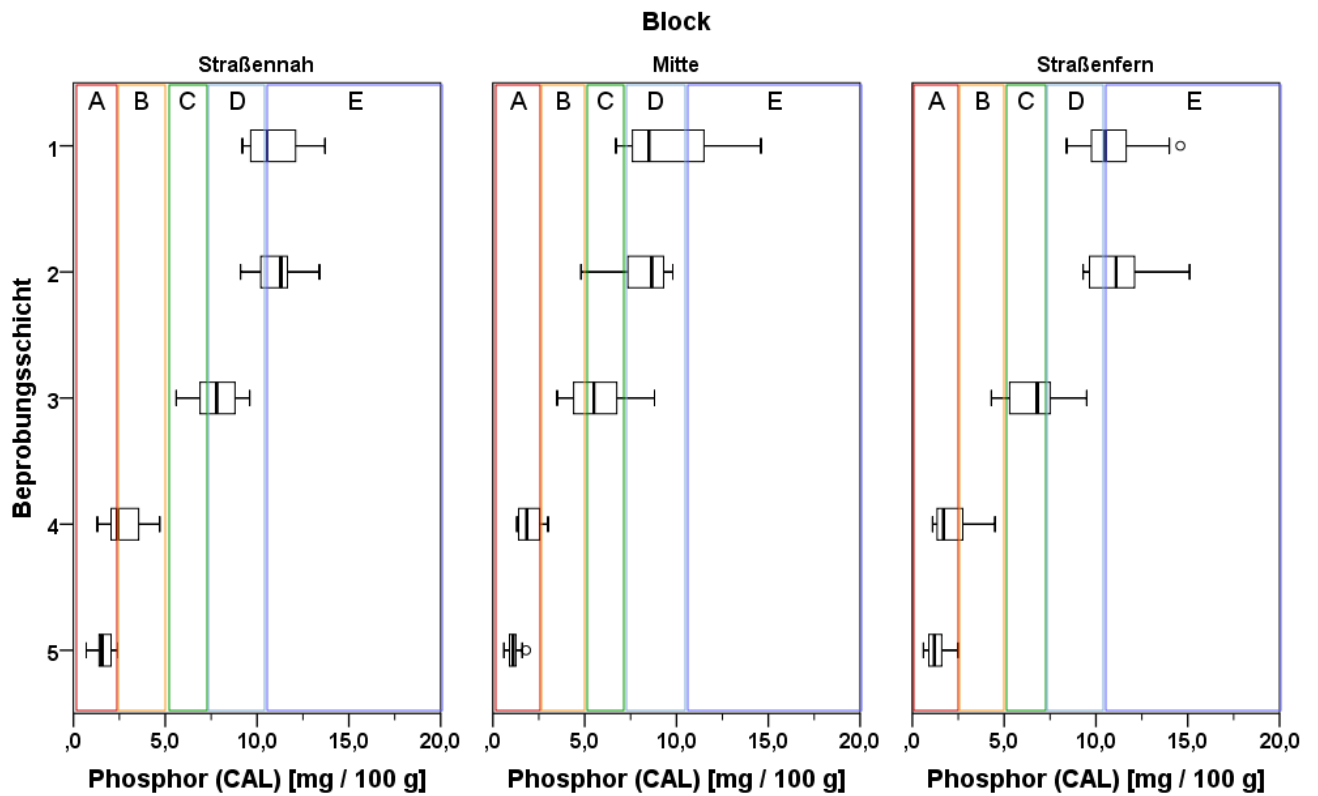 Block
Straßennah Mitte Straßenfern
A B C D E A B C D E A B C D E
1
2
3
4
5
Beprobungsschicht
,0 5,0 10,0 15,0 20,0 ,0 5,0 10,0 15,0 20,0 ,0 5,0 10,0 15,0 20,0
Phosphor (CAL) [mg / 100 g] Phosphor (CAL) [mg / 100 g] Phosphor (CAL) [mg / 100 g]